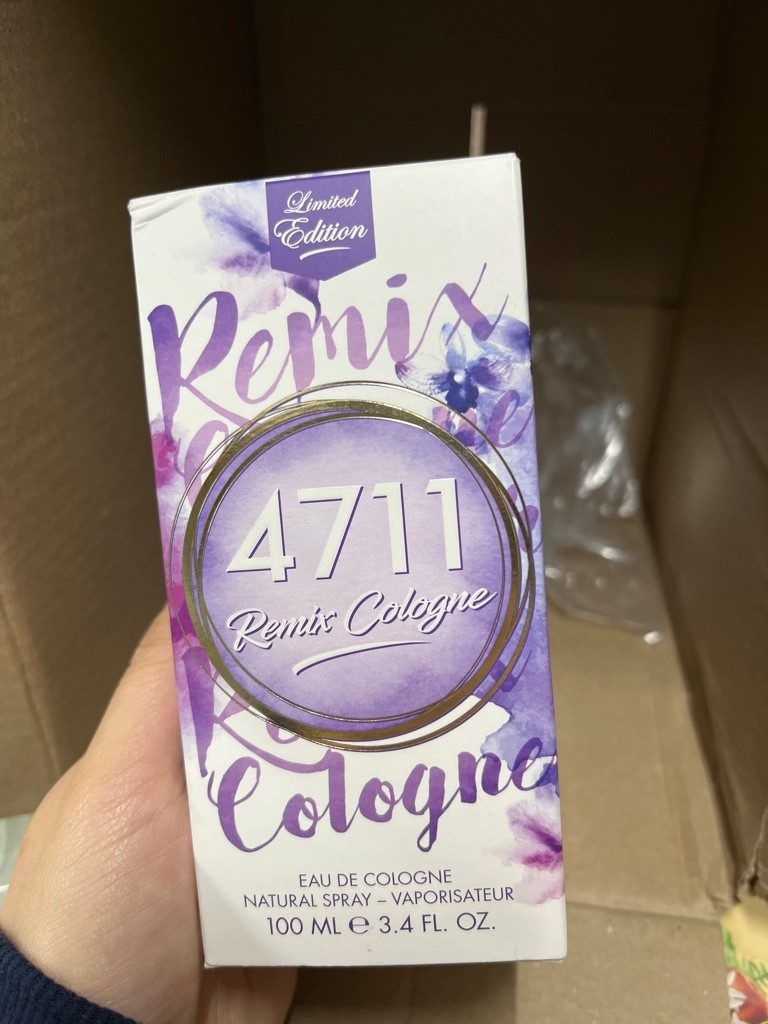 Limited
Edition
Remix
4711
Remix Cologne
Cologne
EAU DE COLOGNE
NATURAL SPRAY – VAPORISATEUR
100 ML ℮ 3.4 FL. OZ.